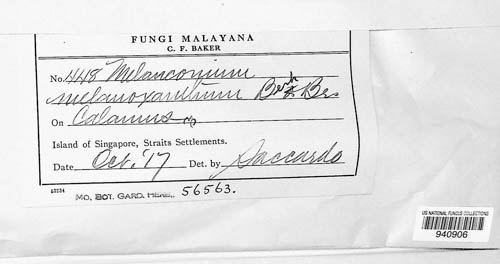 FUNGI MALAYANA
C. F. BAKER
No. 448 Melanconium
melanoxanthum Berk & Br.
On Calamus sp
Island of Singapore, Straits Settlements.
Date Oct. '17 Det. by Saccardo
MO. BOT. GARD. HERB. 56563.
US NATIONAL FUNGUS COLLECTIONS
940906